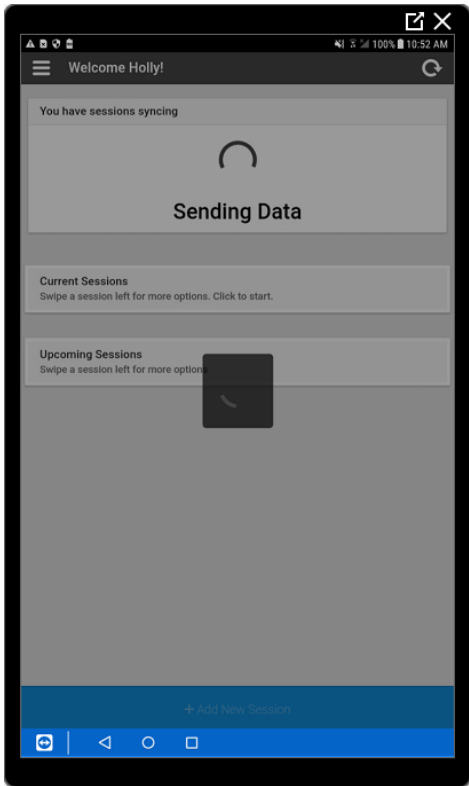 100% 10:52 AM
Welcome Holly!
You have sessions syncing
Sending Data
Current Sessions
Swipe a session left for more options. Click to start.
Upcoming Sessions
Swipe a session left for more options
+ Add New Session